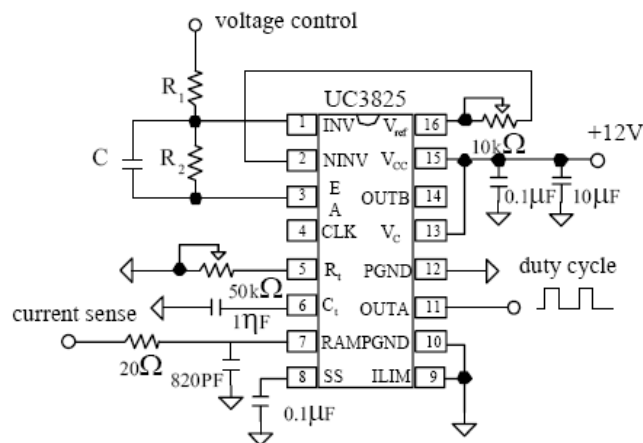 voltage control
R1
C
R2
UC3825
1 INV Vref 16
2 NINV VCC 15
3 E A OUTB 14
4 CLK VC 13
5 Rt PGND 12
6 Ct OUTA 11
7 RAMPGND 10
8 SS ILIM 9
10kΩ
+12V
0.1µF
10µF
duty cycle
50kΩ
1ηF
current sense
20Ω
820PF
0.1µF